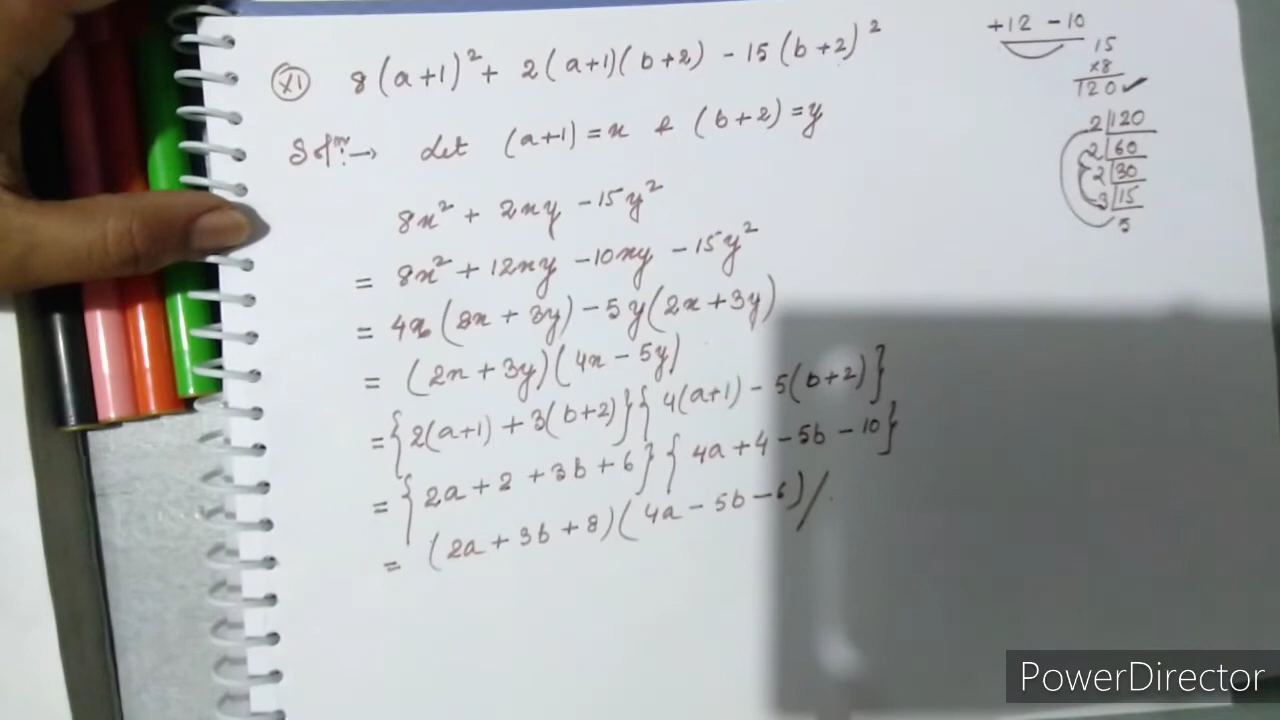 (XI) 8(a+1)² + 2(a+1)(b+2) - 15(b+2)²
Solⁿ:→ Let (a+1) = x & (b+2) = y
8x² + 2xy - 15y²
= 8x² + 12xy - 10xy - 15y²
= 4x(2x + 3y) - 5y(2x + 3y)
= (2x + 3y)(4x - 5y)
= {2(a+1) + 3(b+2)}{4(a+1) - 5(b+2)}
= {2a + 2 + 3b + 6}{4a + 4 - 5b - 10}
= (2a + 3b + 8)(4a - 5b - 6)/
+12 -10
15
×8
120 ✓
2|120
2|60
2|30
3|15
5
PowerDirector